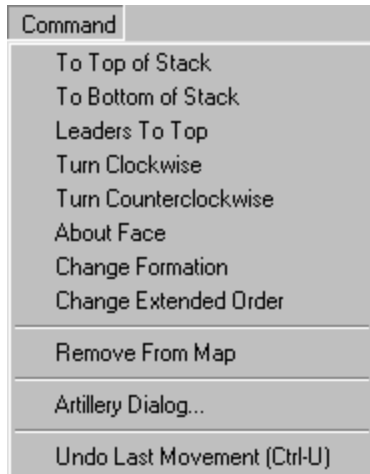 Command
To Top of Stack
To Bottom of Stack
Leaders To Top
Turn Clockwise
Turn Counterclockwise
About Face
Change Formation
Change Extended Order
Remove From Map
Artillery Dialog...
Undo Last Movement (Ctrl-U)